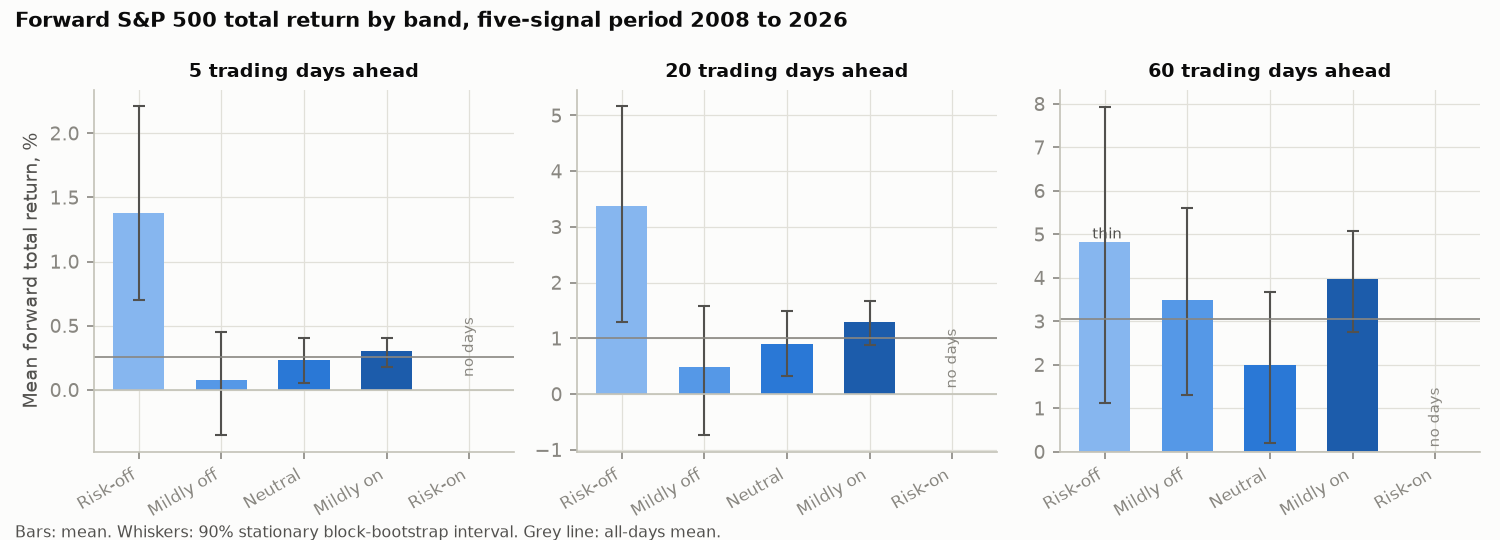 Forward S&P 500 total return by band, five-signal period 2008 to 2026
5 trading days ahead
Mean forward total return, %
2.0
1.5
1.0
0.5
0.0
no days
Risk-off
Mildly off
Neutral
Mildly on
Risk-on
20 trading days ahead
5
4
3
2
1
0
−1
no days
Risk-off
Mildly off
Neutral
Mildly on
Risk-on
60 trading days ahead
8
7
6
5
4
3
2
1
0
thin
no days
Risk-off
Mildly off
Neutral
Mildly on
Risk-on
Bars: mean. Whiskers: 90% stationary block-bootstrap interval. Grey line: all-days mean.